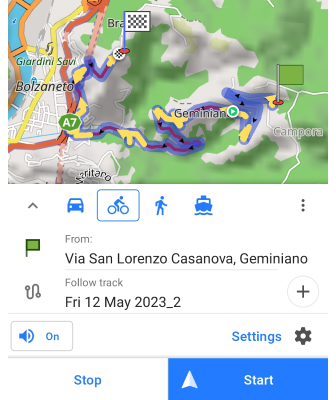 Bra
Giardini Savi
Bolzaneto
Geminiano
A7
Campora
From:
Via San Lorenzo Casanova, Geminiano
Follow track
Fri 12 May 2023_2
On
Settings
Stop
Start